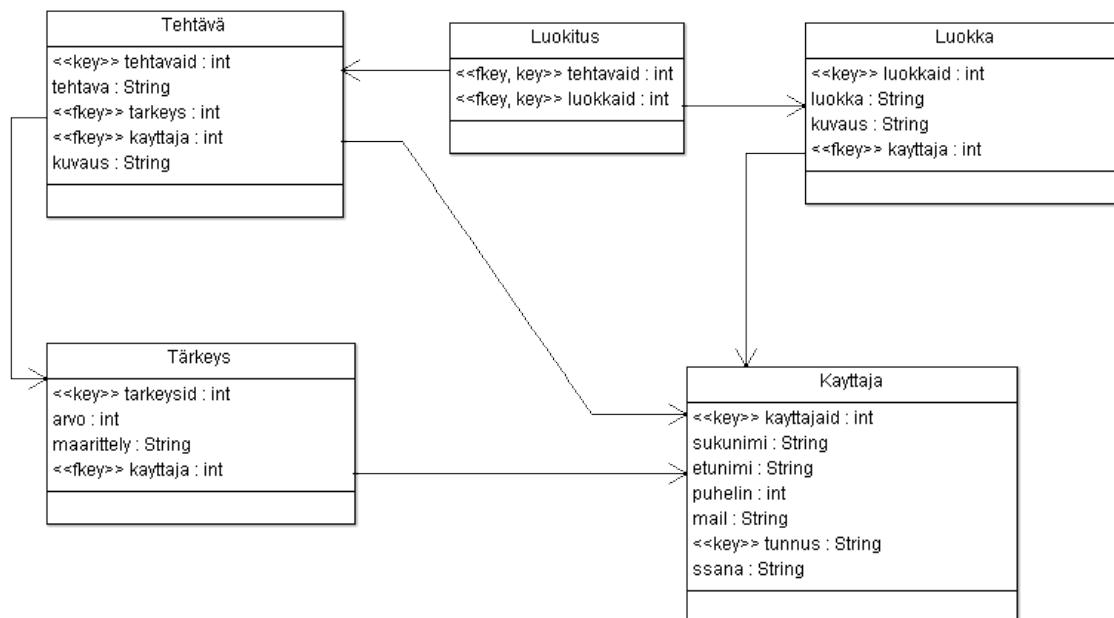 Tehtävä
<<key>> tehtavaid : int
tehtava : String
<<fkey>> tarkeys : int
<<fkey>> kayttaja : int
kuvaus : String
Luokitus
<<fkey, key>> tehtavaid : int
<<fkey, key>> luokkaid : int
Luokka
<<key>> luokkaid : int
luokka : String
kuvaus : String
<<fkey>> kayttaja : int
Tärkeys
<<key>> tarkeysid : int
arvo : int
maarittely : String
<<fkey>> kayttaja : int
Kayttaja
<<key>> kayttajaid : int
sukunimi : String
etunimi : String
puhelin : int
mail : String
<<key>> tunnus : String
ssana : String